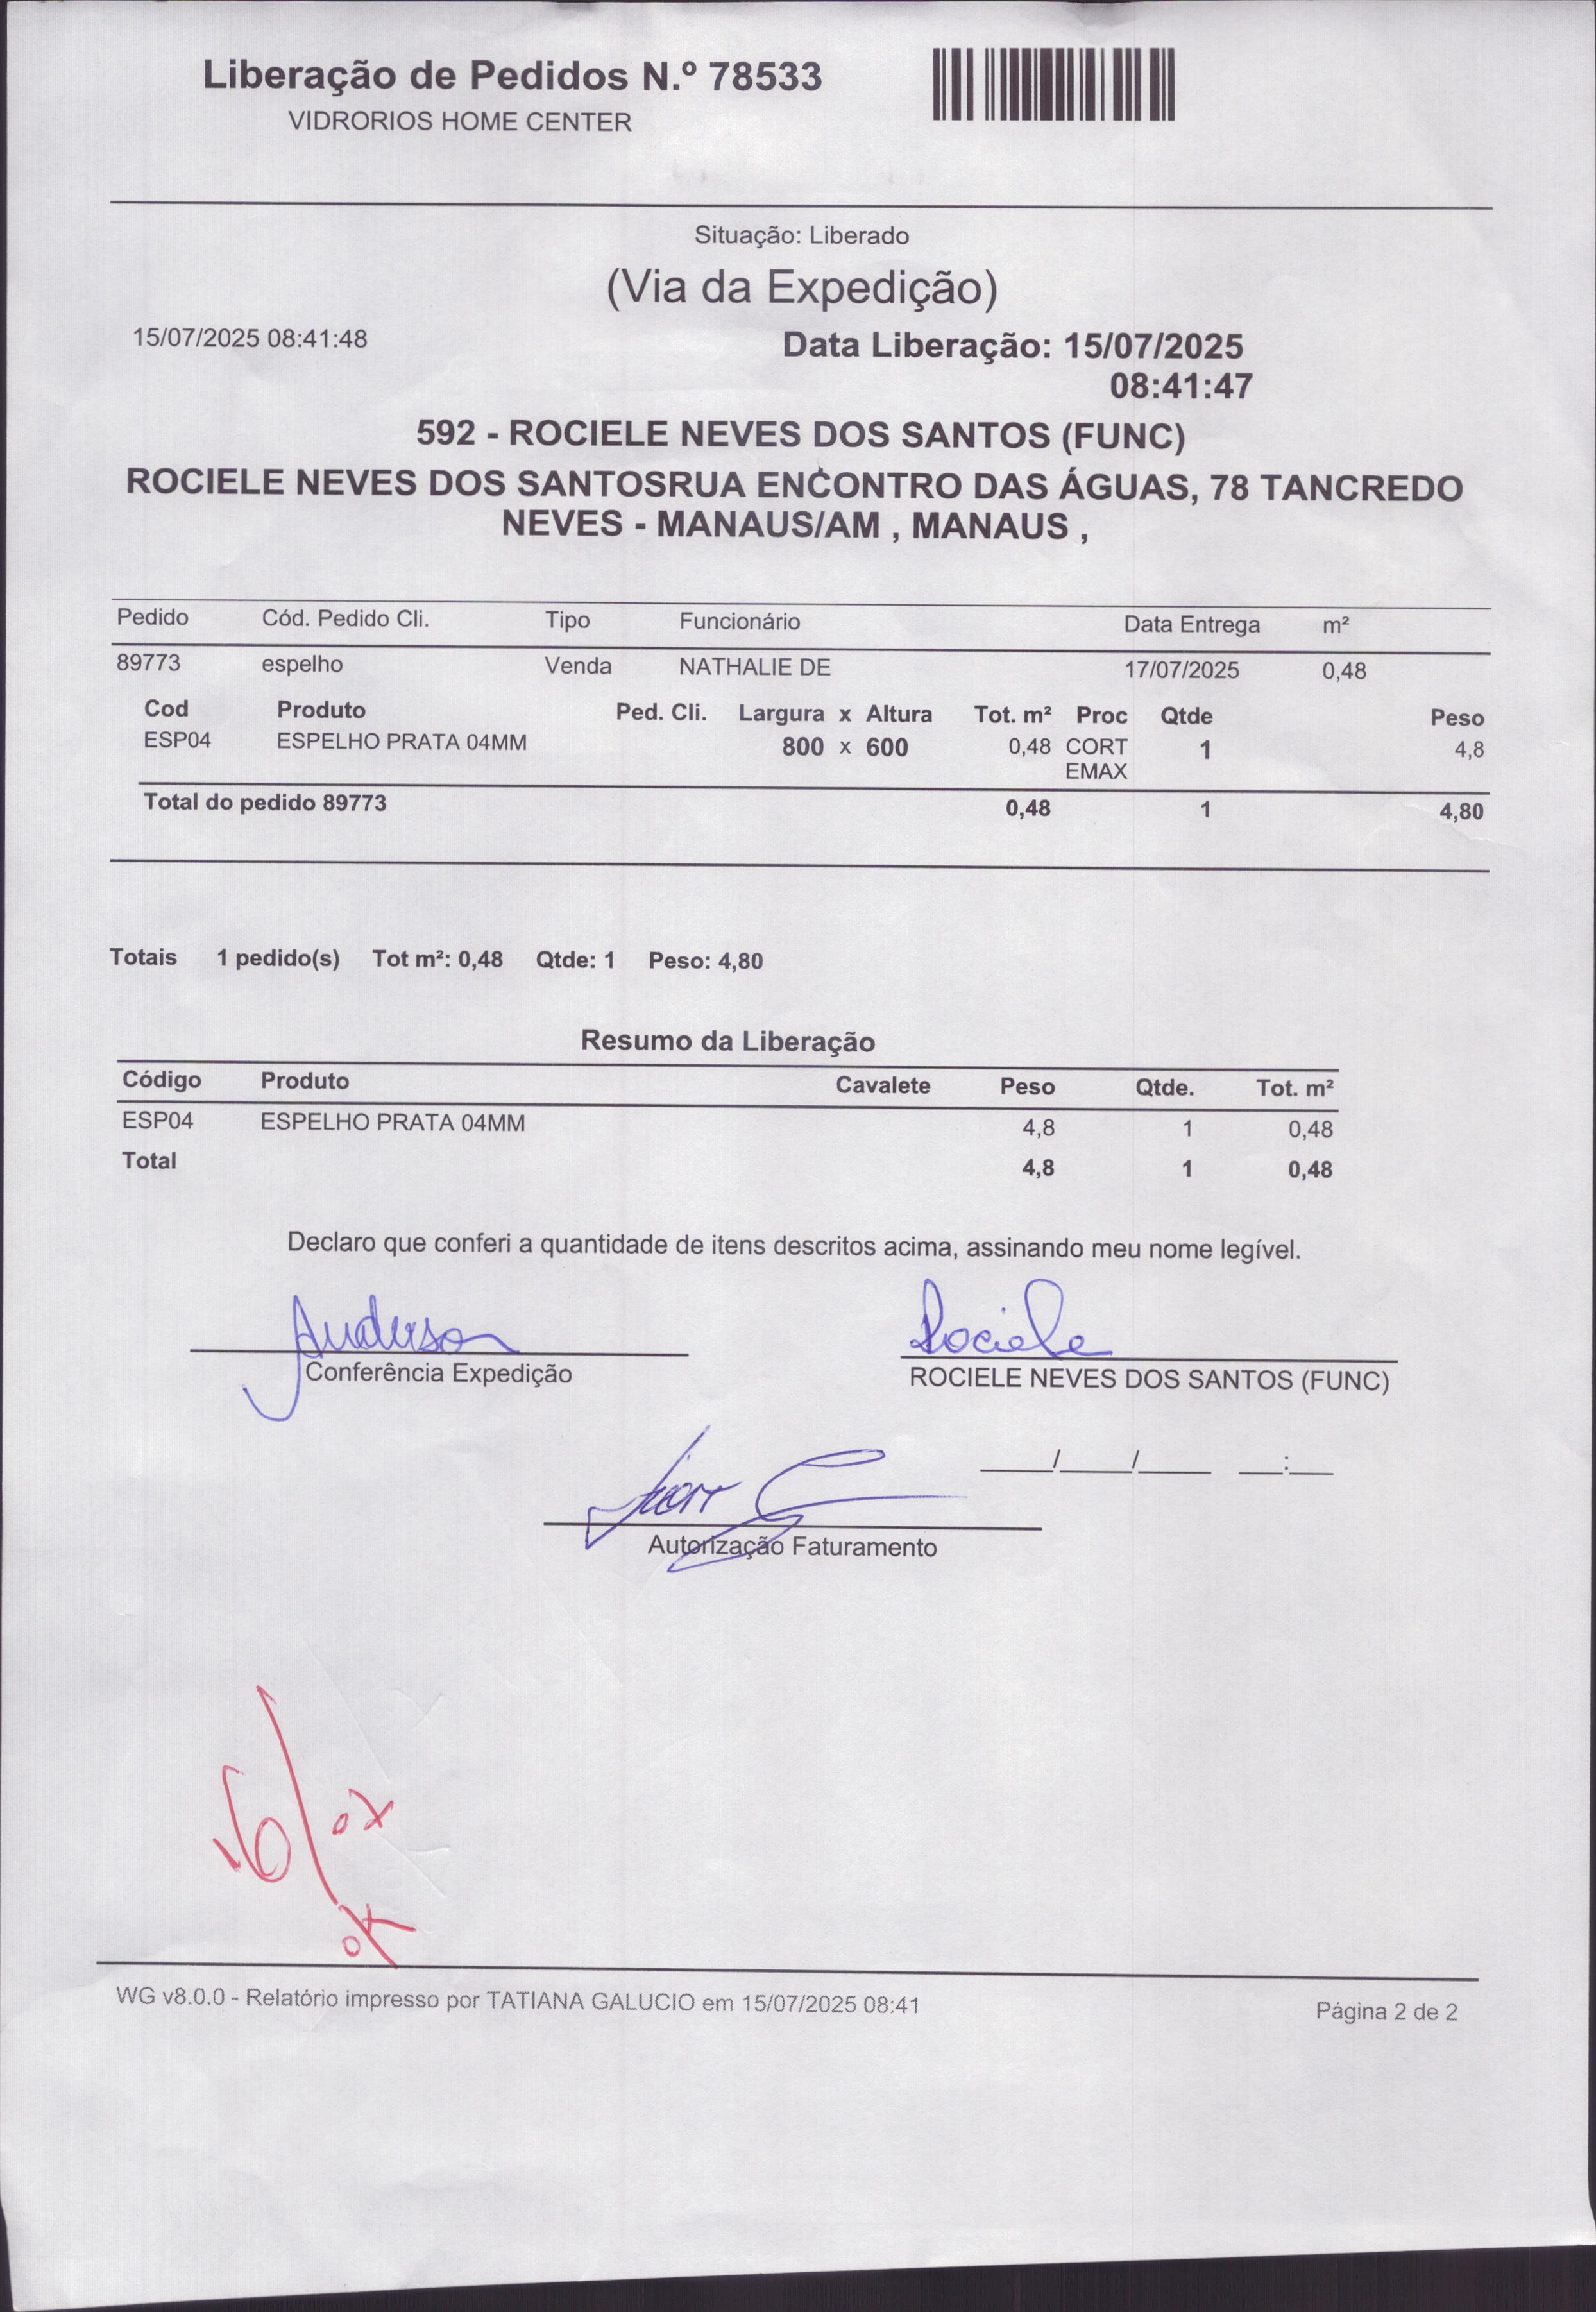 Liberação de Pedidos N.º 78533
VIDRORIOS HOME CENTER
Situação: Liberado
(Via da Expedição)
15/07/2025 08:41:48
Data Liberação: 15/07/2025
08:41:47
592 - ROCIELE NEVES DOS SANTOS (FUNC)
ROCIELE NEVES DOS SANTOSRUA ENCONTRO DAS ÁGUAS, 78 TANCREDO
NEVES - MANAUS/AM , MANAUS ,
Pedido Cód. Pedido Cli. Tipo Funcionário Data Entrega m²
89773 espelho Venda NATHALIE DE 17/07/2025 0,48
Cod Produto Ped. Cli. Largura x Altura Tot. m² Proc Qtde Peso
ESP04 ESPELHO PRATA 04MM 800 x 600 0,48 CORT 1 4,8
EMAX
Total do pedido 89773 0,48 1 4,80
Totais 1 pedido(s) Tot m²: 0,48 Qtde: 1 Peso: 4,80
Resumo da Liberação
Código Produto Cavalete Peso Qtde. Tot. m²
ESP04 ESPELHO PRATA 04MM 4,8 1 0,48
Total 4,8 1 0,48
Declaro que conferi a quantidade de itens descritos acima, assinando meu nome legível.
Anderson
Rociele
Conferência Expedição
ROCIELE NEVES DOS SANTOS (FUNC)
____/____/____ __:__
Autorização Faturamento
16/07
OK
WG v8.0.0 - Relatório impresso por TATIANA GALUCIO em 15/07/2025 08:41
Página 2 de 2